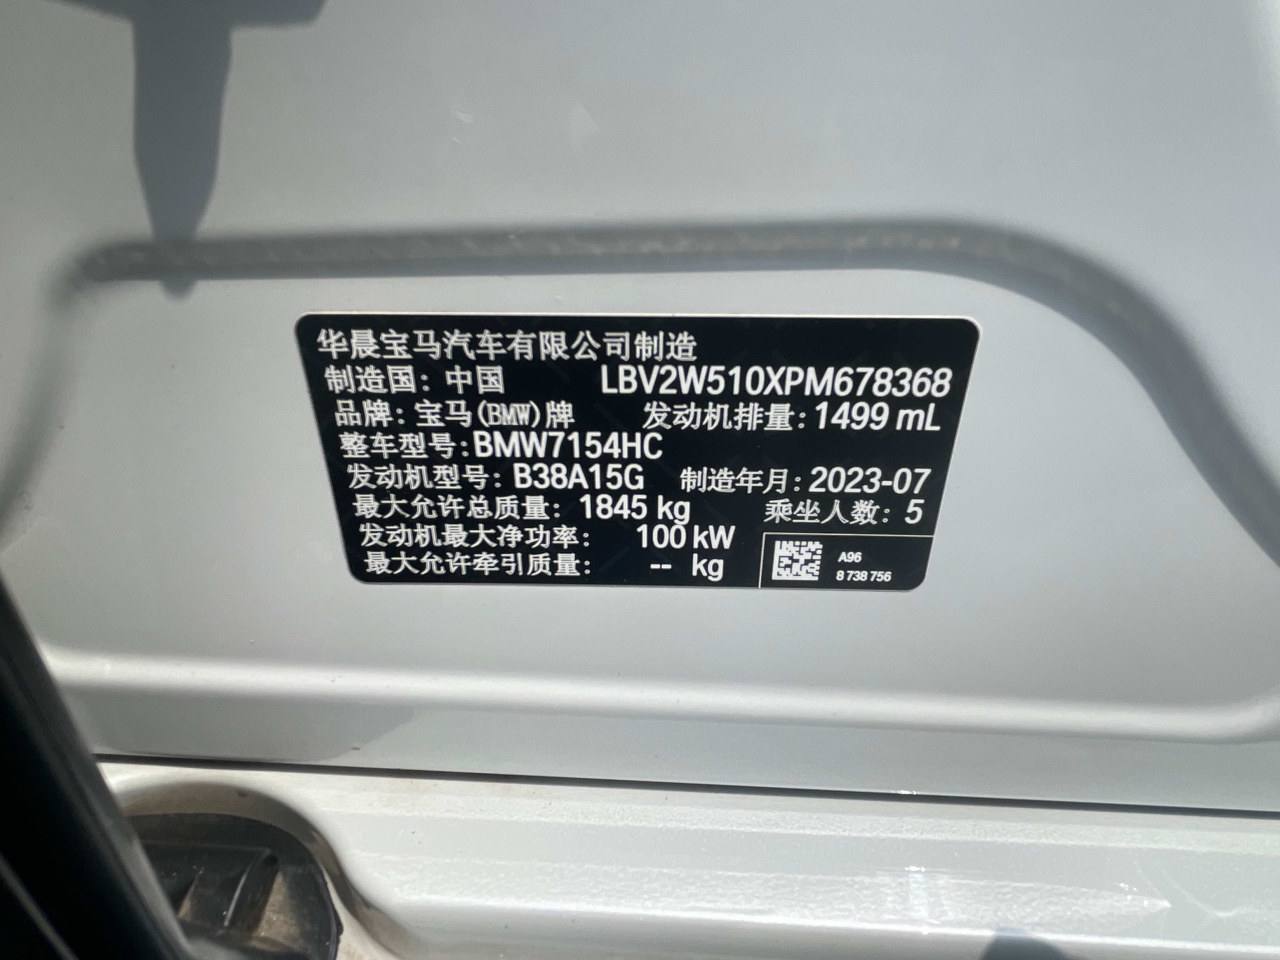 华晨宝马汽车有限公司制造
制造国：中国 LBV2W510XPM678368
品牌：宝马(BMW)牌 发动机排量：1499 mL
整车型号：BMW7154HC
发动机型号：B38A15G 制造年月：2023-07
最大允许总质量：1845 kg 乘坐人数：5
发动机最大净功率：100 kW
最大允许牵引质量：-- kg
A96
8 738 756